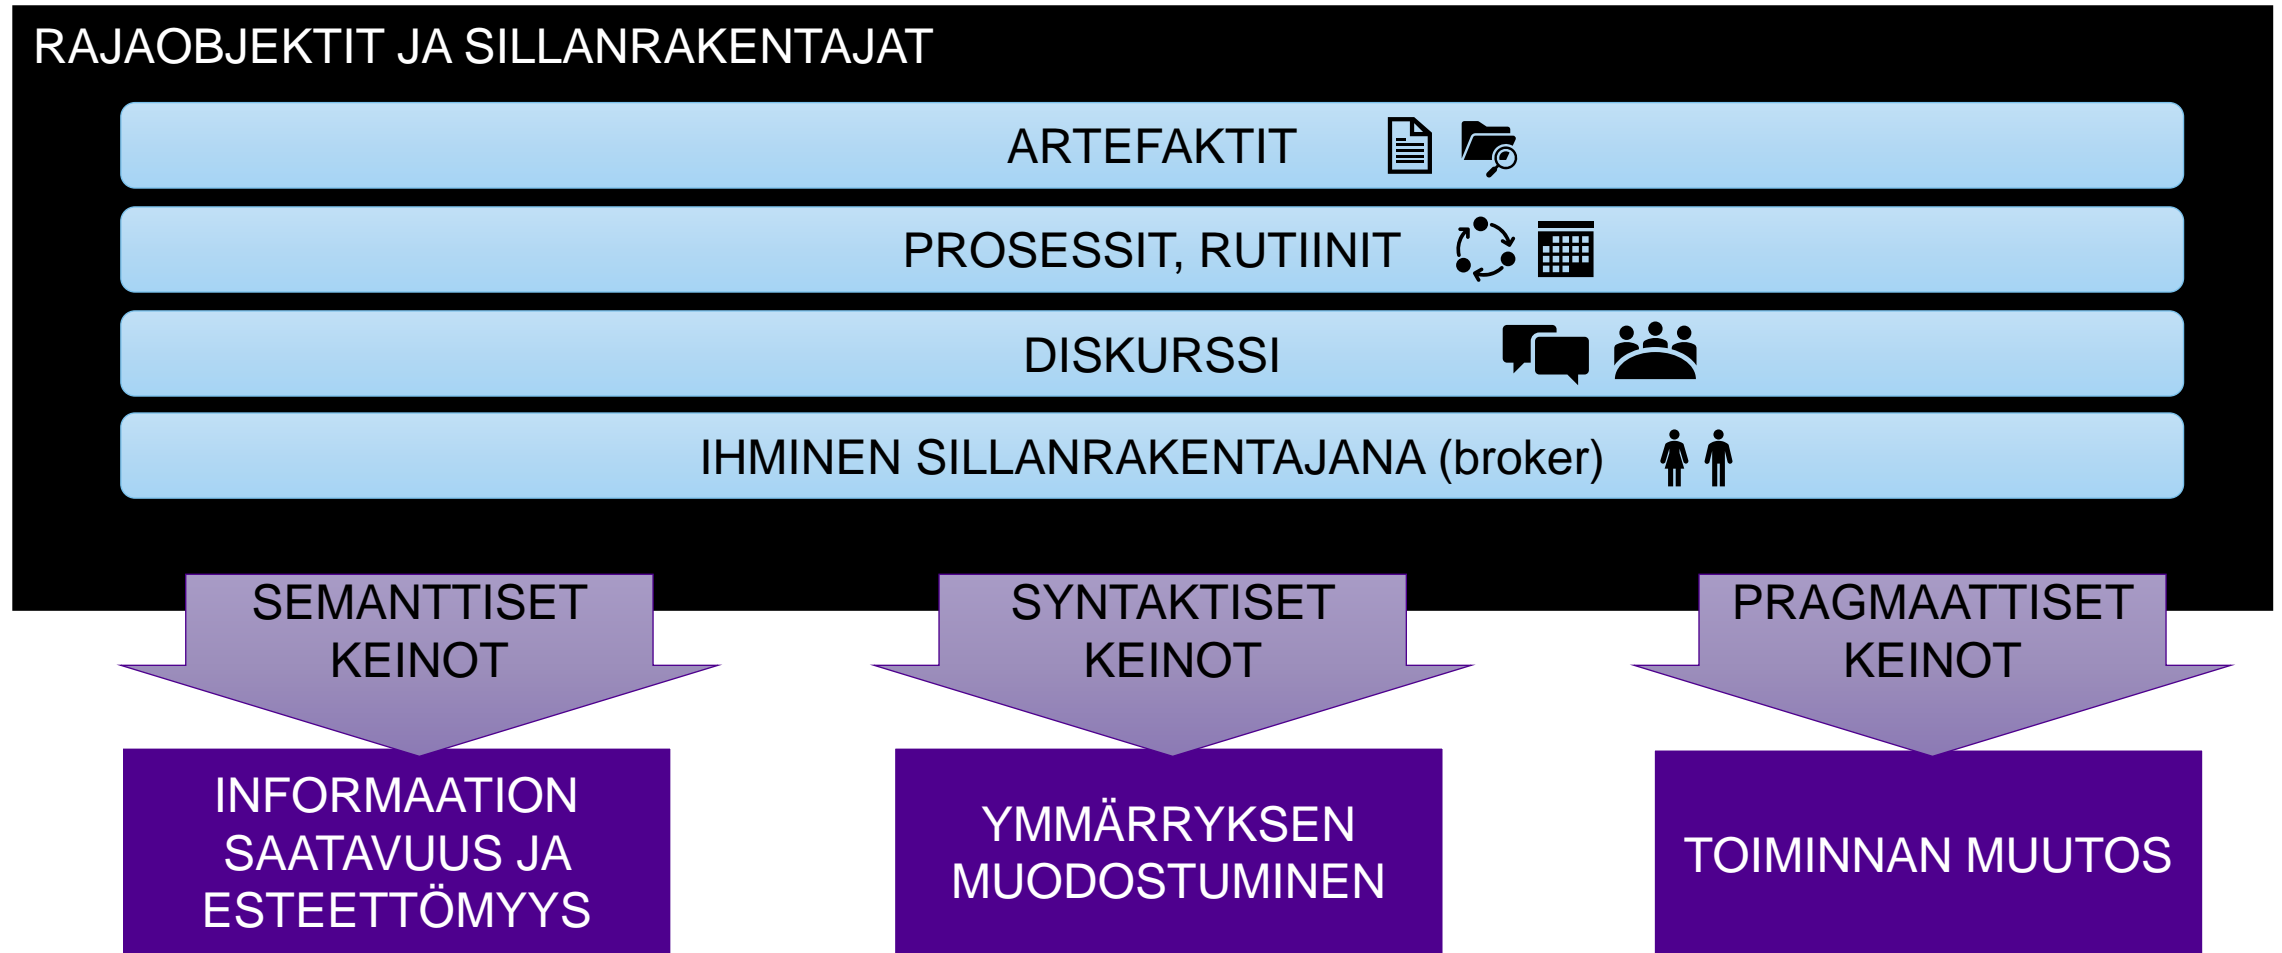 RAJAOBJEKTIT JA SILLANRAKENTAJAT
ARTEFAKTIT
PROSESSIT, RUTIINIT
DISKURSSI
IHMINEN SILLANRAKENTAJANA (broker)
SEMANTTISET
KEINOT
SYNTAKTISET
KEINOT
PRAGMAATTISET
KEINOT
INFORMAATION
SAATAVUUS JA
ESTEETTÖMYYS
YMMÄRRYKSEN
MUODOSTUMINEN
TOIMINNAN MUUTOS